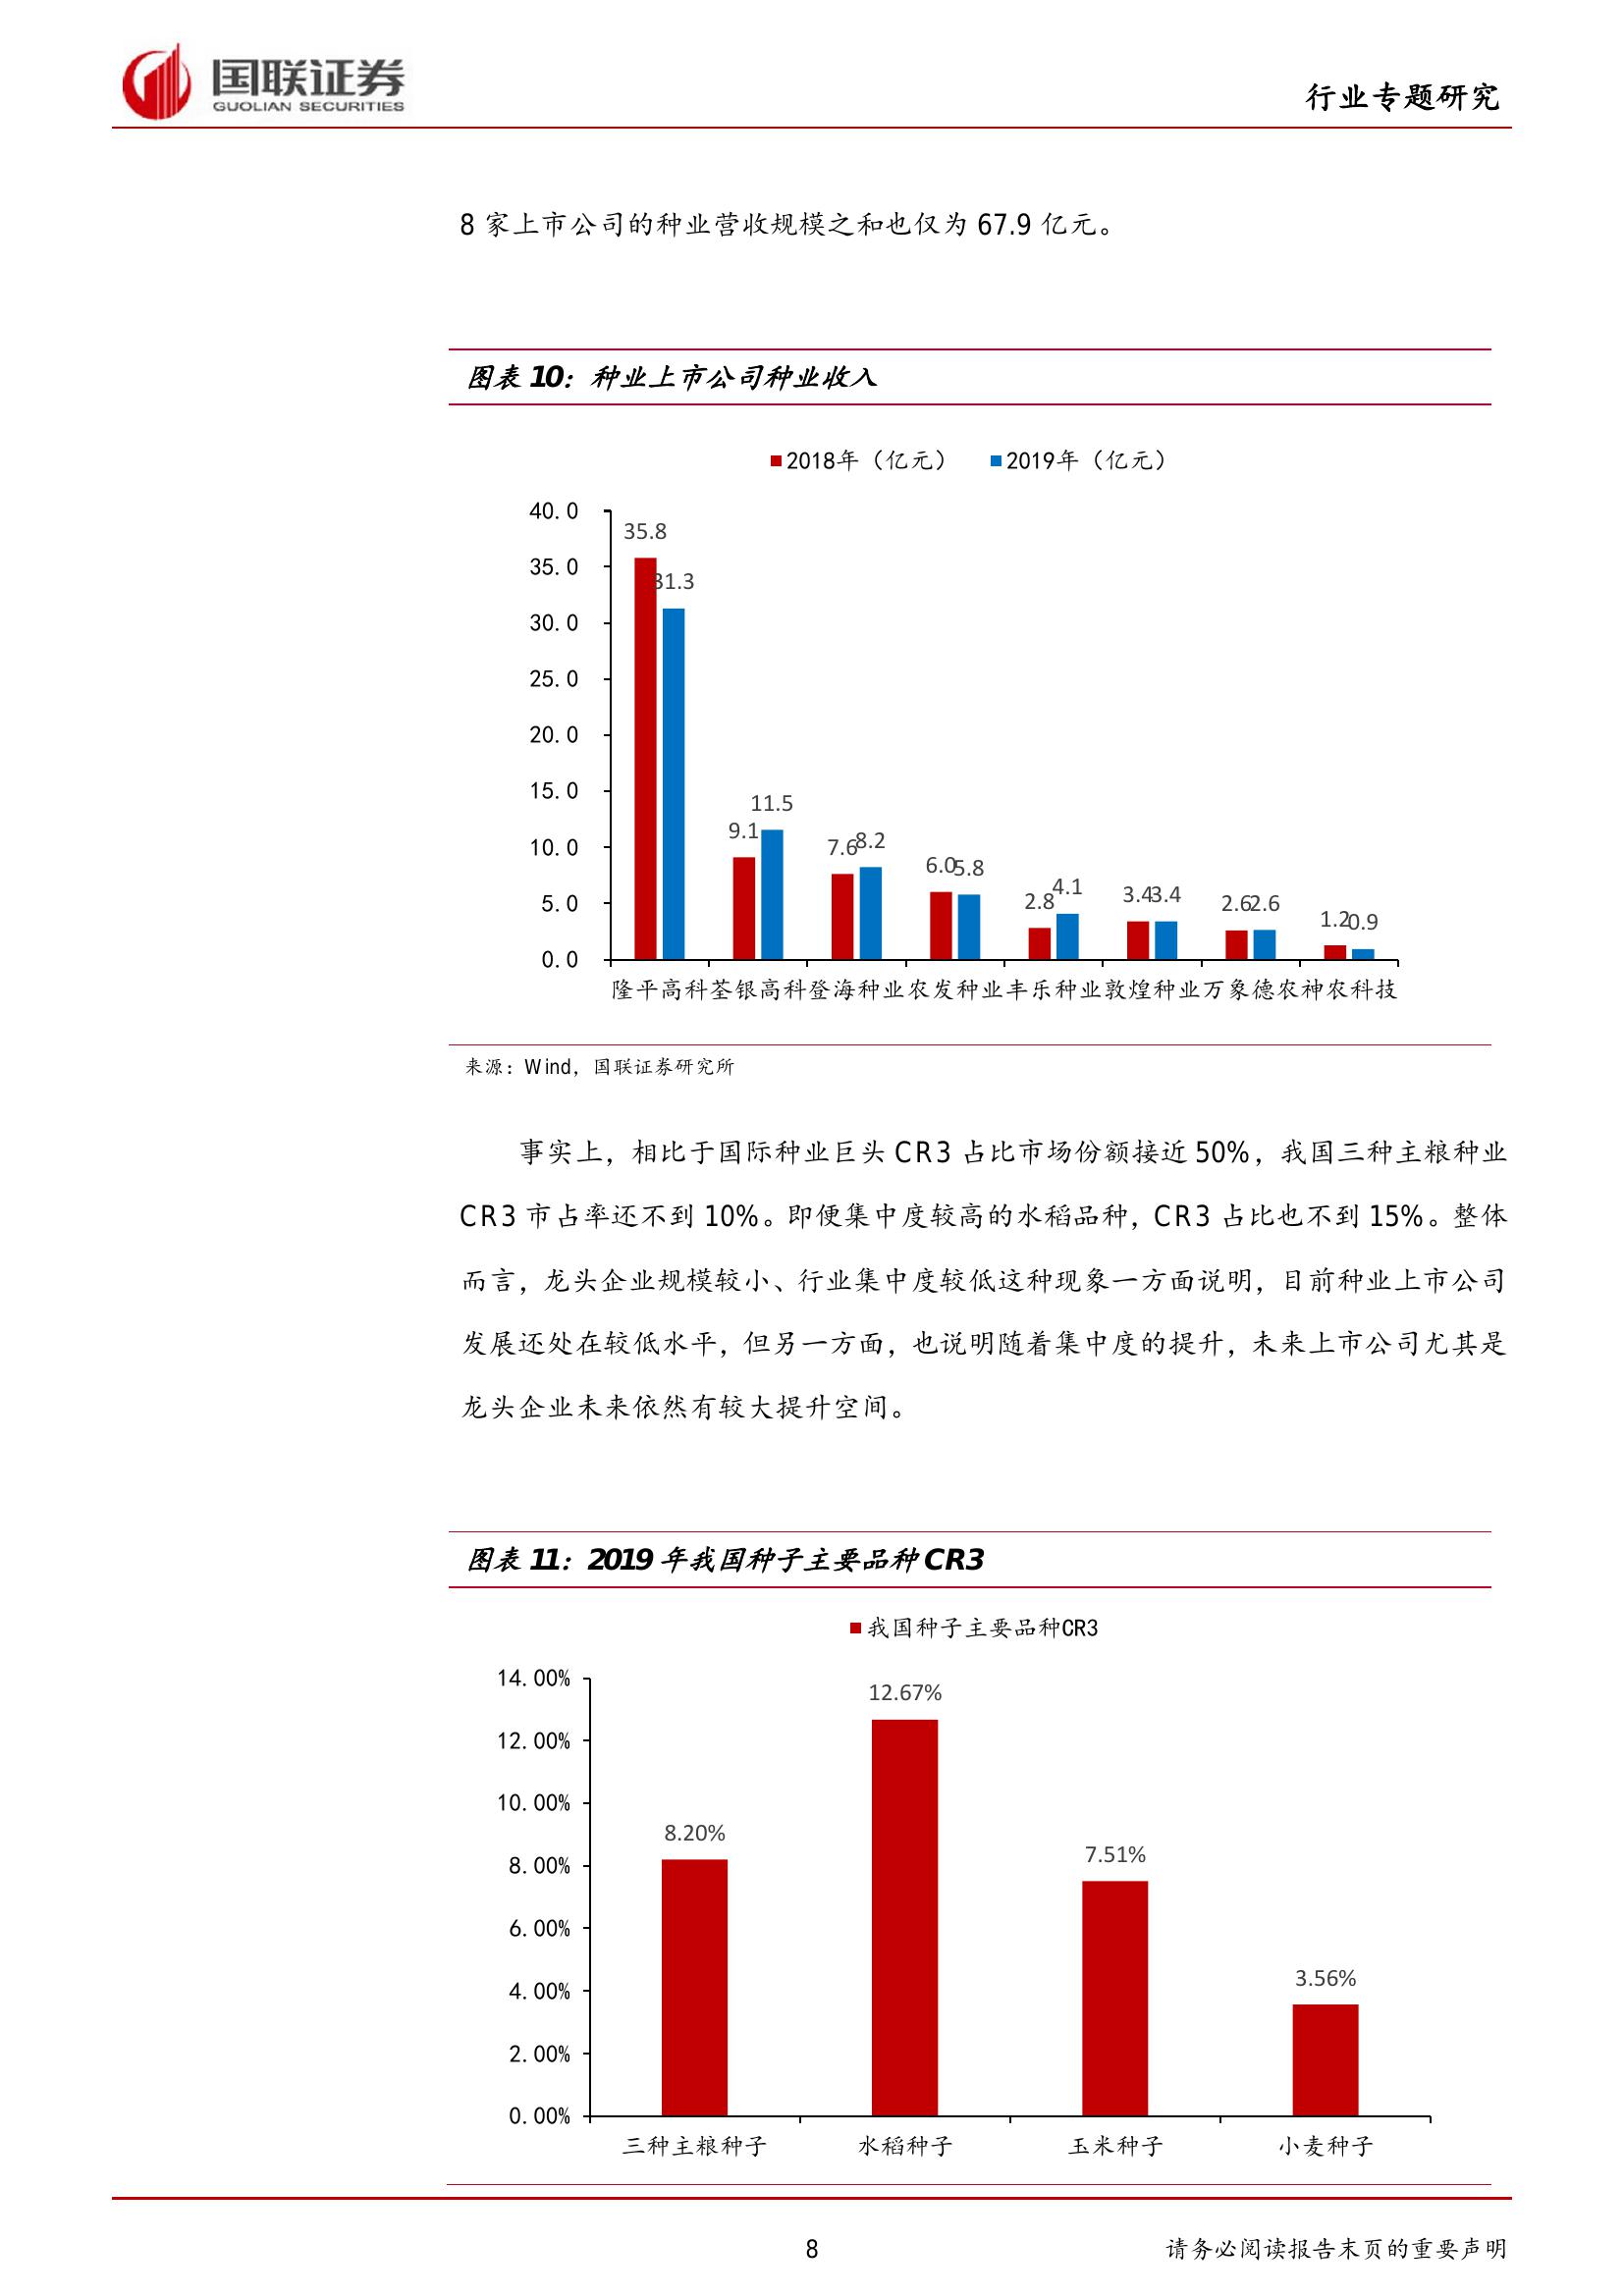 国联证券
GUOLIAN SECURITIES
行业专题研究
8 家上市公司的种业营收规模之和也仅为 67.9 亿元。
图表 10：种业上市公司种业收入
2018年（亿元） 2019年（亿元）
40.0
35.0
30.0
25.0
20.0
15.0
10.0
5.0
0.0
35.8 31.3
9.1 11.5
7.6 8.2
6.0 5.8
2.8 4.1
3.4 3.4
2.6 2.6
1.2 0.9
隆平高科 荃银高科 登海种业 农发种业 丰乐种业 敦煌种业 万象德农 神农科技
来源：Wind，国联证券研究所
事实上，相比于国际种业巨头 CR3 占比市场份额接近 50%，我国三种主粮种业
CR3 市占率还不到 10%。即便集中度较高的水稻品种，CR3 占比也不到 15%。整体
而言，龙头企业规模较小、行业集中度较低这种现象一方面说明，目前种业上市公司
发展还处在较低水平，但另一方面，也说明随着集中度的提升，未来上市公司尤其是
龙头企业未来依然有较大提升空间。
图表 11：2019 年我国种子主要品种 CR3
我国种子主要品种CR3
14.00%
12.00%
10.00%
8.00%
6.00%
4.00%
2.00%
0.00%
8.20%
12.67%
7.51%
3.56%
三种主粮种子 水稻种子 玉米种子 小麦种子
8
请务必阅读报告末页的重要声明